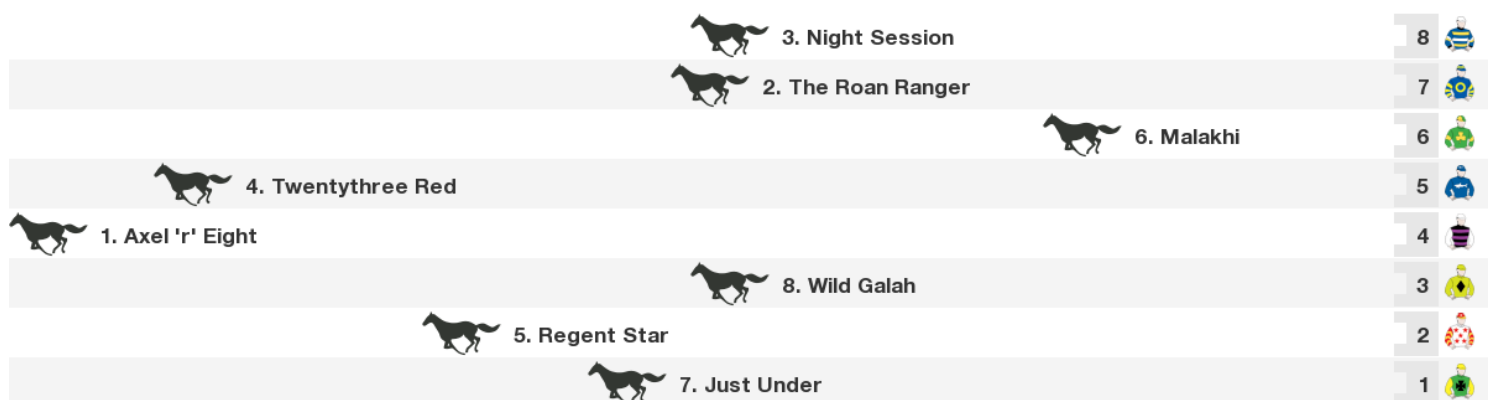 3. Night Session 8
2. The Roan Ranger 7
6. Malakhi 6
4. Twentythree Red 5
1. Axel 'r' Eight 4
8. Wild Galah 3
5. Regent Star 2
7. Just Under 1